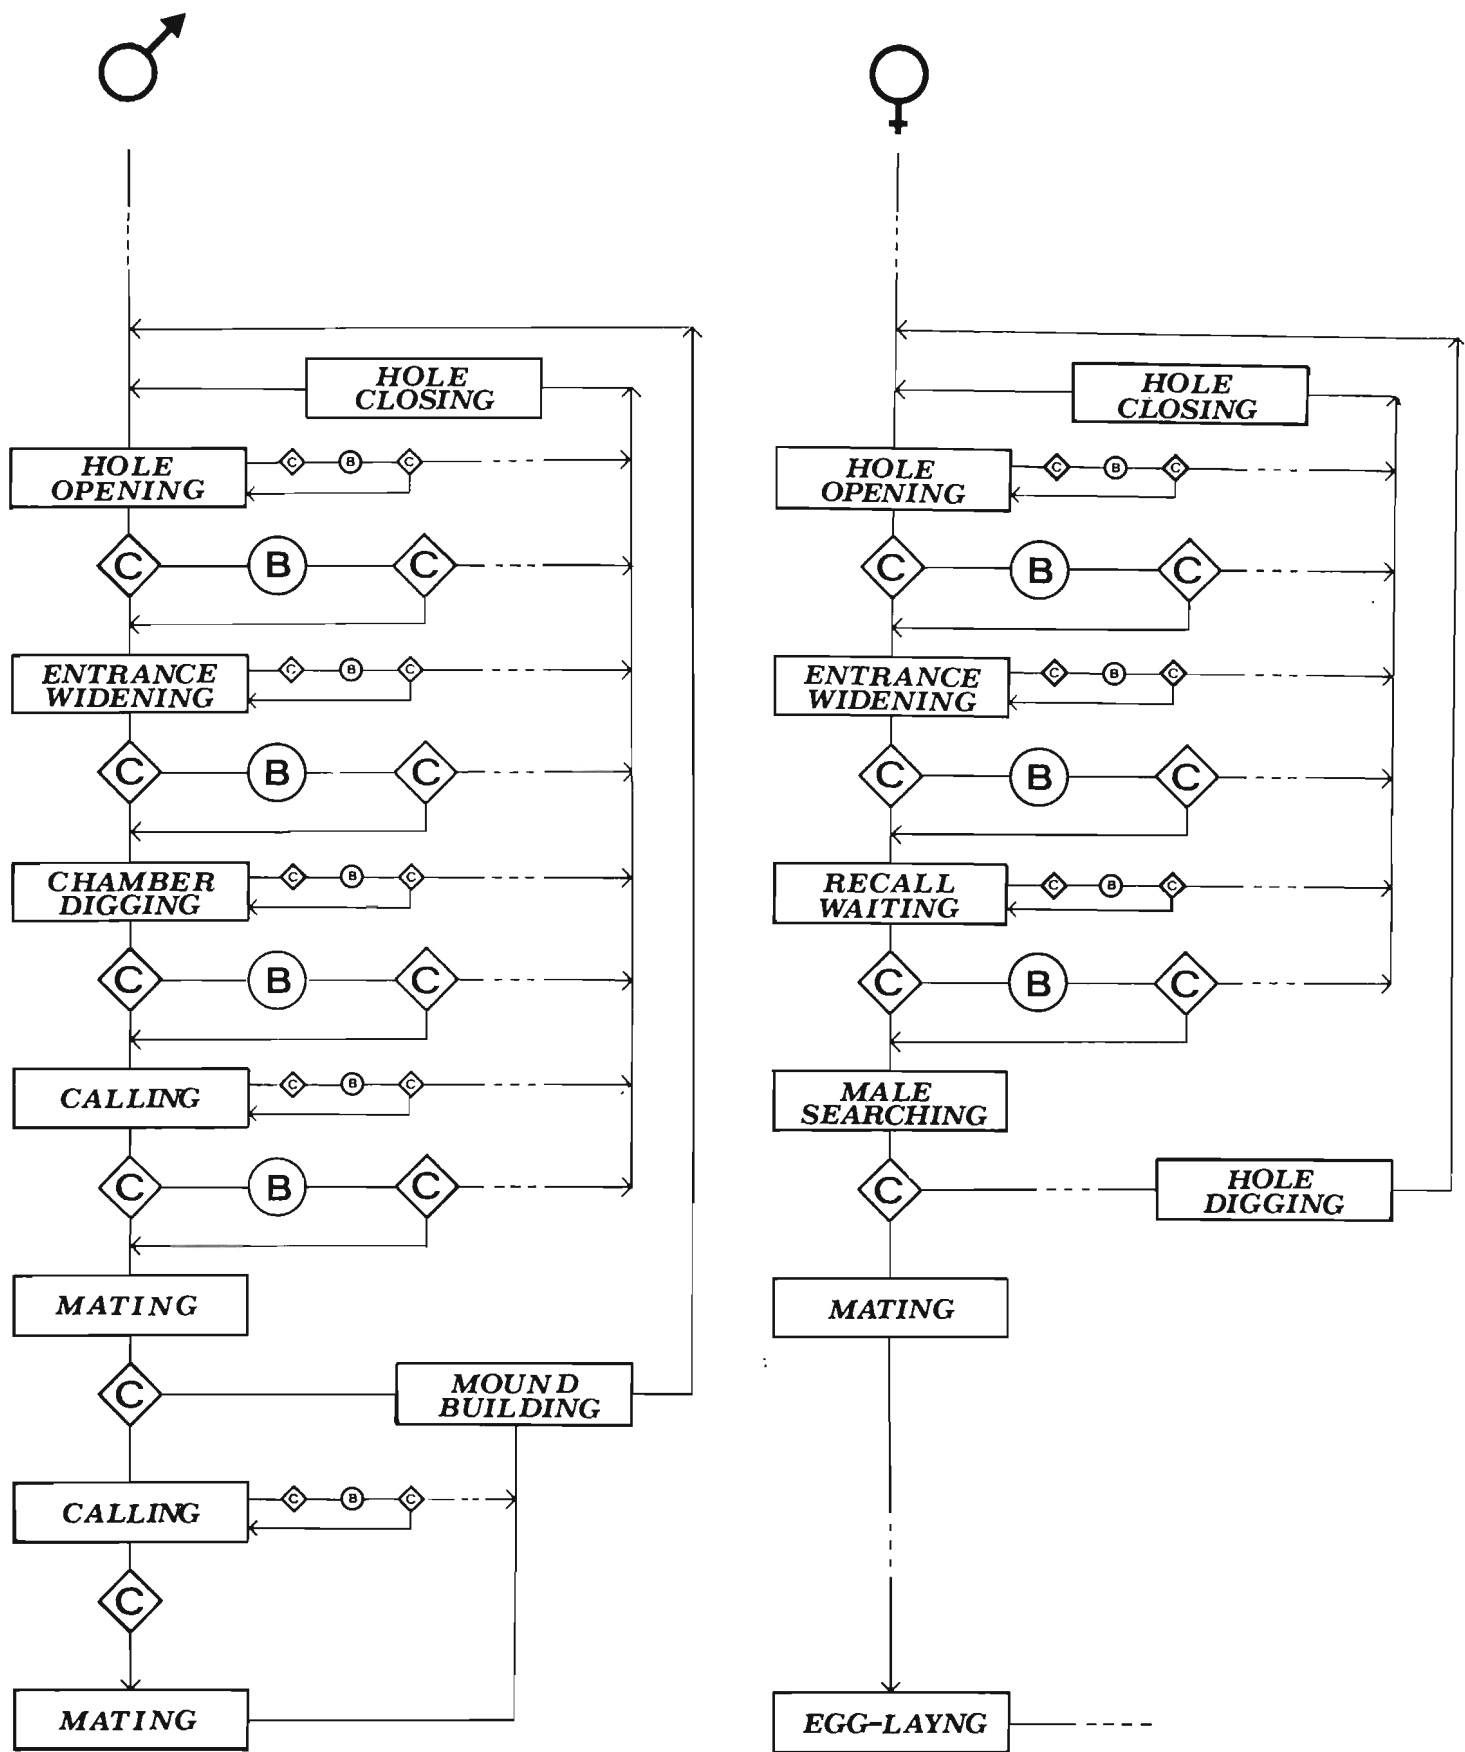 HOLE
CLOSING
HOLE
OPENING
C B C
C B C
ENTRANCE
WIDENING
C B C
C B C
CHAMBER
DIGGING
C B C
C B C
CALLING
C B C
C B C
MATING
C
MOUND
BUILDING
CALLING
C B C
C
MATING
HOLE
CLOSING
HOLE
OPENING
C B C
C B C
ENTRANCE
WIDENING
C B C
C B C
RECALL
WAITING
C B C
C B C
MALE
SEARCHING
C
HOLE
DIGGING
MATING
EGG-LAYNG